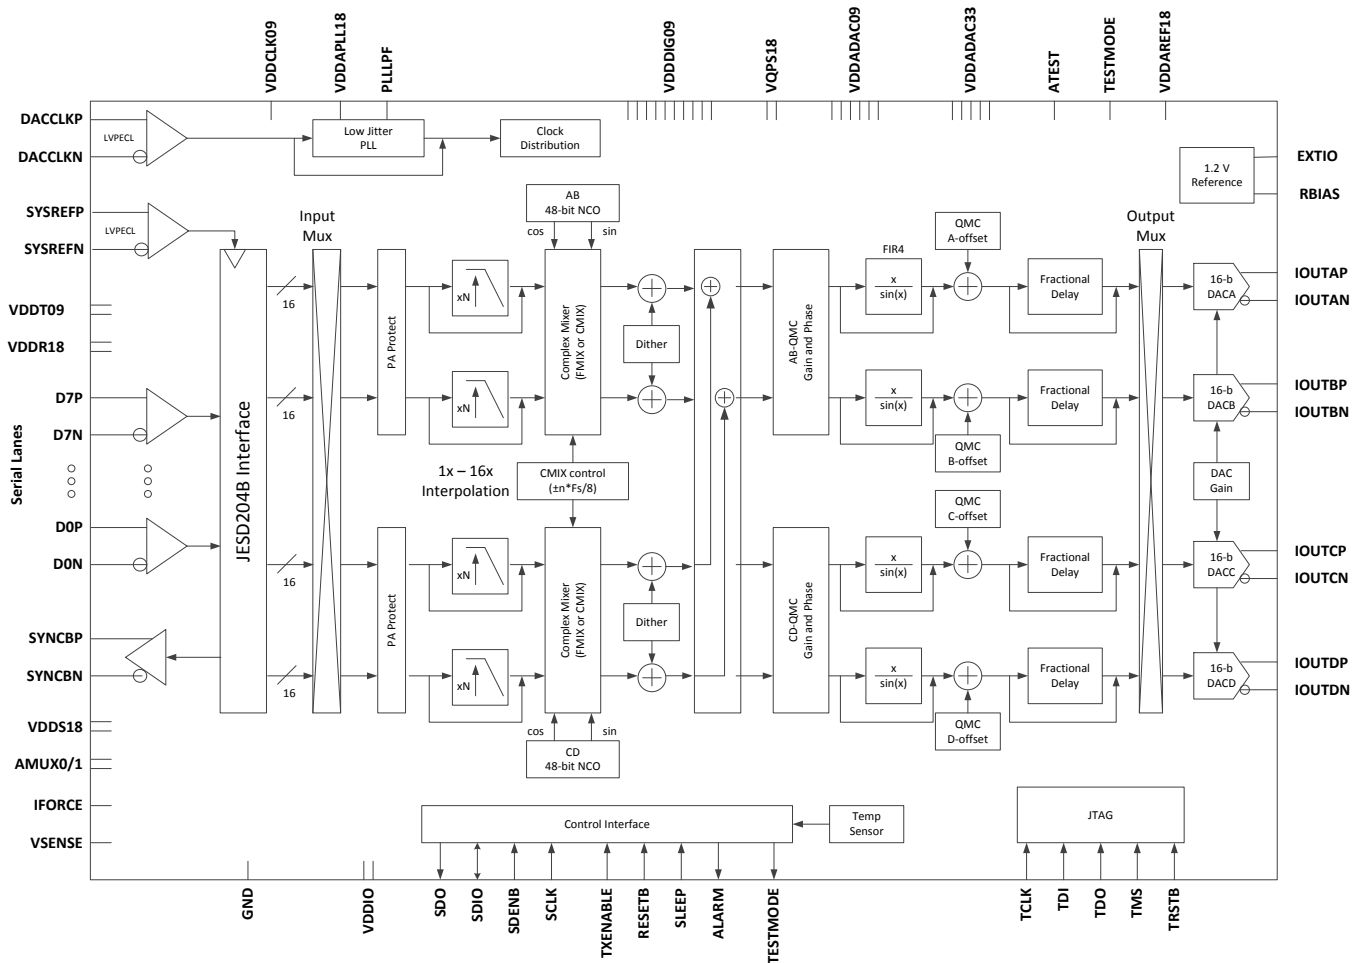 VDDCLK09
VDDAPLL18
PLLLPF
VDDDIG09
VQPS18
VDDADAC09
VDDADAC33
ATEST
TESTMODE
VDDAREF18
DACCLKP
LVPECL
DACCLKN
Low Jitter
PLL
Clock
Distribution
1.2 V
Reference
EXTIO
RBIAS
SYSREFP
LVPECL
SYSREFN
Input
Mux
AB
48-bit NCO
cos
sin
QMC
A-offset
Output
Mux
FIR4
16
PA Protect
xN
Complex Mixer
(FMIX or CMIX)
Dither
AB-QMC
Gain and Phase
x
sin(x)
Fractional
Delay
16-b
DACA
IOUTAP
IOUTAN
VDDT09
VDDR18
D7P
D7N
16
xN
x
sin(x)
Fractional
Delay
16-b
DACB
IOUTBP
IOUTBN
QMC
B-offset
Serial Lanes
JESD204B Interface
1x – 16x
Interpolation
CMIX control
(±n*Fs/8)
DAC
Gain
QMC
C-offset
D0P
D0N
16
PA Protect
xN
Complex Mixer
(FMIX or CMIX)
Dither
CD-QMC
Gain and Phase
x
sin(x)
Fractional
Delay
16-b
DACC
IOUTCP
IOUTCN
SYNCBP
SYNCBN
16
xN
x
sin(x)
Fractional
Delay
16-b
DACD
IOUTDP
IOUTDN
QMC
D-offset
cos
sin
CD
48-bit NCO
VDDS18
AMUX0/1
IFORCE
VSENSE
Control Interface
Temp
Sensor
JTAG
GND
VDDIO
SDO
SDIO
SDENB
SCLK
TXENABLE
RESETB
SLEEP
ALARM
TESTMODE
TCLK
TDI
TDO
TMS
TRSTB